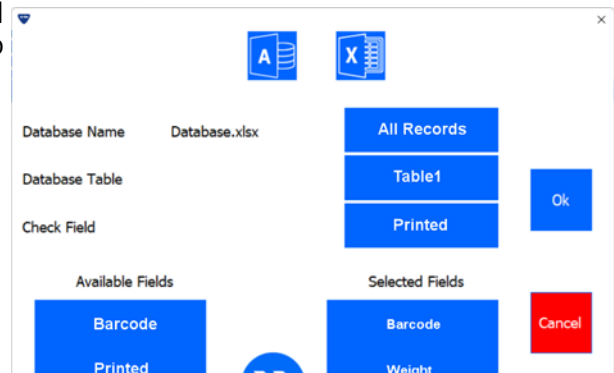 A
X
Database Name Database.xlsx All Records
Database Table Table1
Ok
Check Field Printed
Available Fields Selected Fields
Barcode Barcode Cancel
Printed Weight